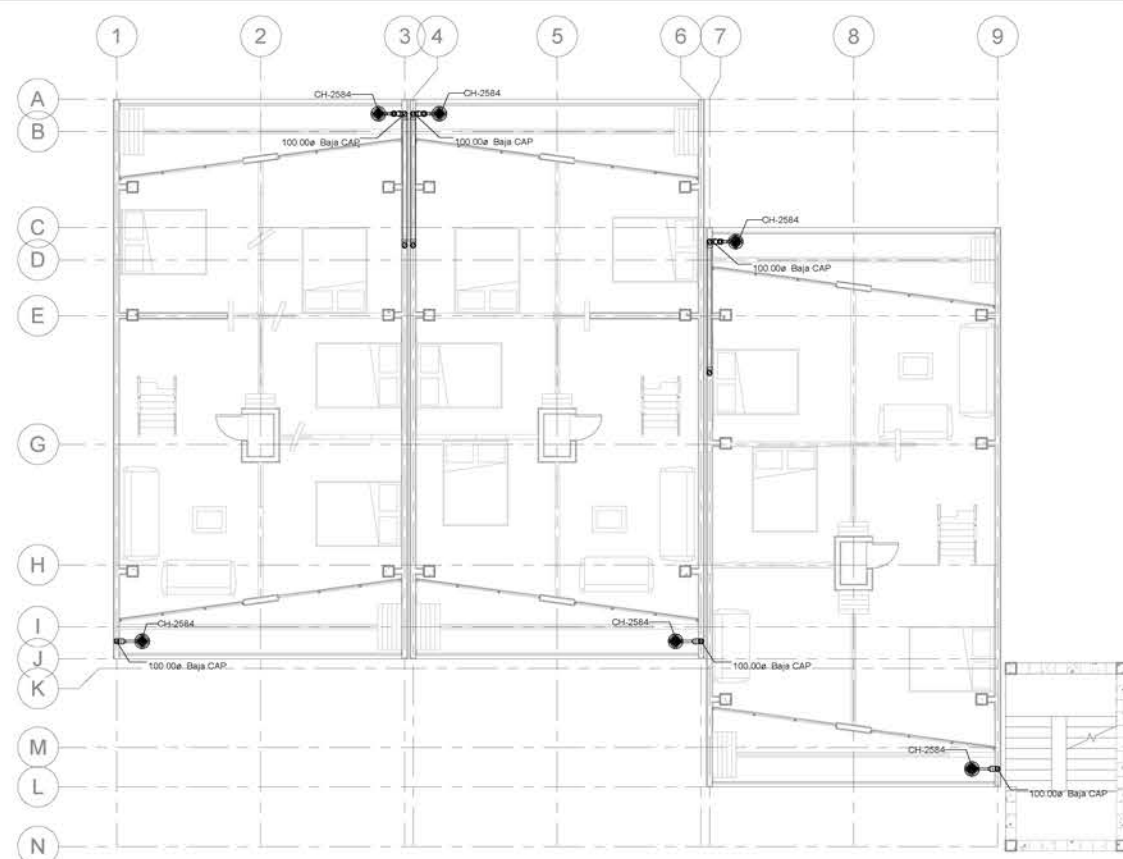 1
2
3
4
5
6
7
8
9
A
CH-2584
CH-2584
B
100.00ø Baja CAP
100.00ø Baja CAP
C
CH-2584
D
100.00ø Baja CAP
E
G
H
I
CH-2584
CH-2584
J
100.00ø Baja CAP
100.00ø Baja CAP
K
M
CH-2584
L
100.00ø Baja CAP
N